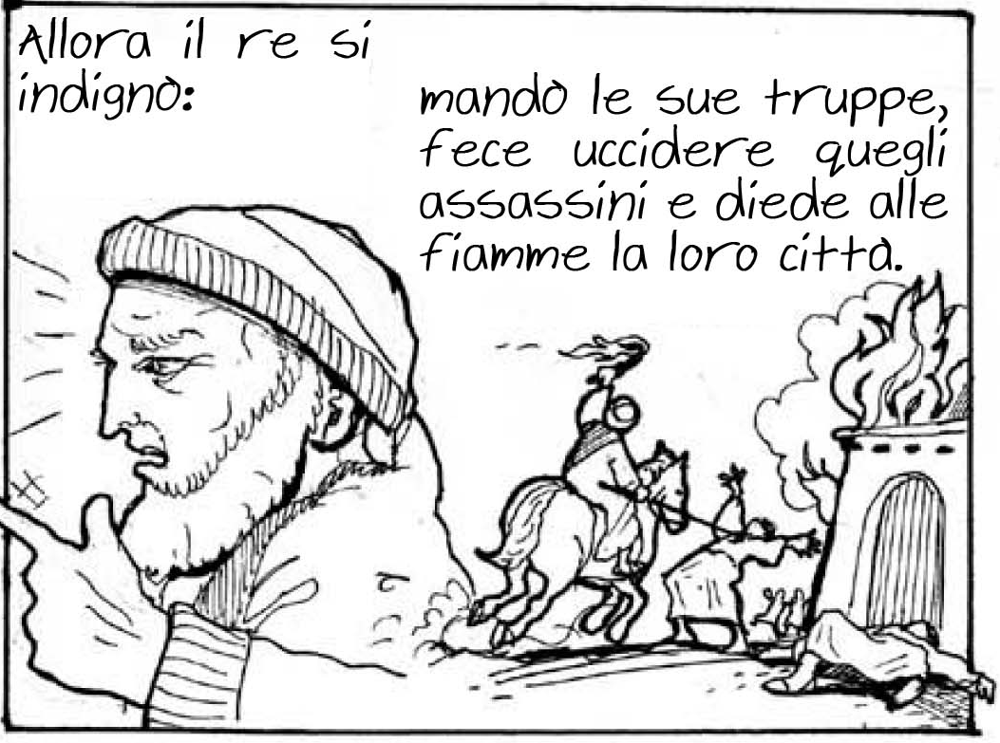 Allora il re si
indignò:
mandò le sue truppe,
fece uccidere quegli
assassini e diede alle
fiamme la loro città.